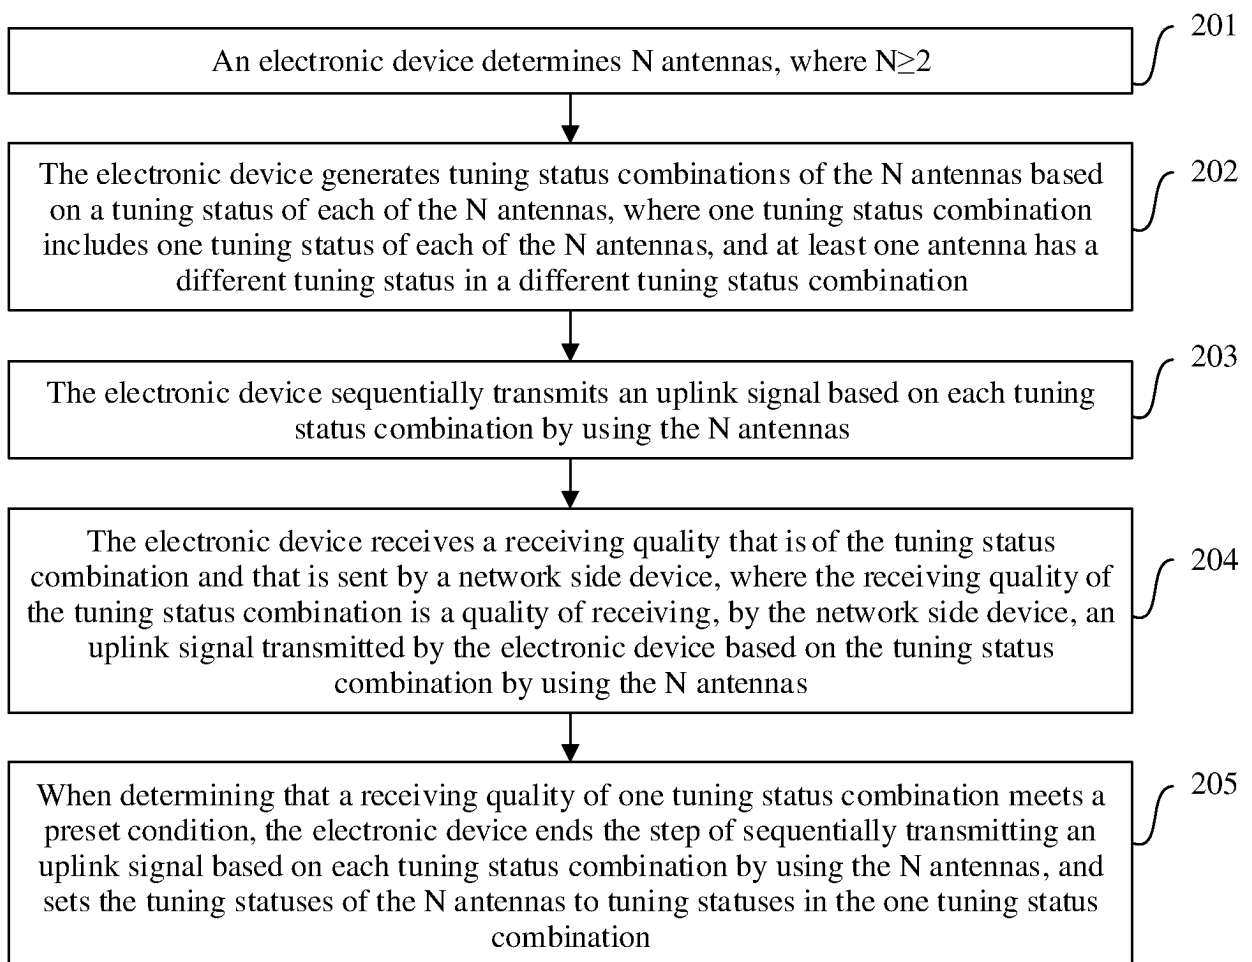 201
An electronic device determines N antennas, where N≥2
202
The electronic device generates tuning status combinations of the N antennas based
on a tuning status of each of the N antennas, where one tuning status combination
includes one tuning status of each of the N antennas, and at least one antenna has a
different tuning status in a different tuning status combination
203
The electronic device sequentially transmits an uplink signal based on each tuning
status combination by using the N antennas
204
The electronic device receives a receiving quality that is of the tuning status
combination and that is sent by a network side device, where the receiving quality of
the tuning status combination is a quality of receiving, by the network side device, an
uplink signal transmitted by the electronic device based on the tuning status
combination by using the N antennas
205
When determining that a receiving quality of one tuning status combination meets a
preset condition, the electronic device ends the step of sequentially transmitting an
uplink signal based on each tuning status combination by using the N antennas, and
sets the tuning statuses of the N antennas to tuning statuses in the one tuning status
combination